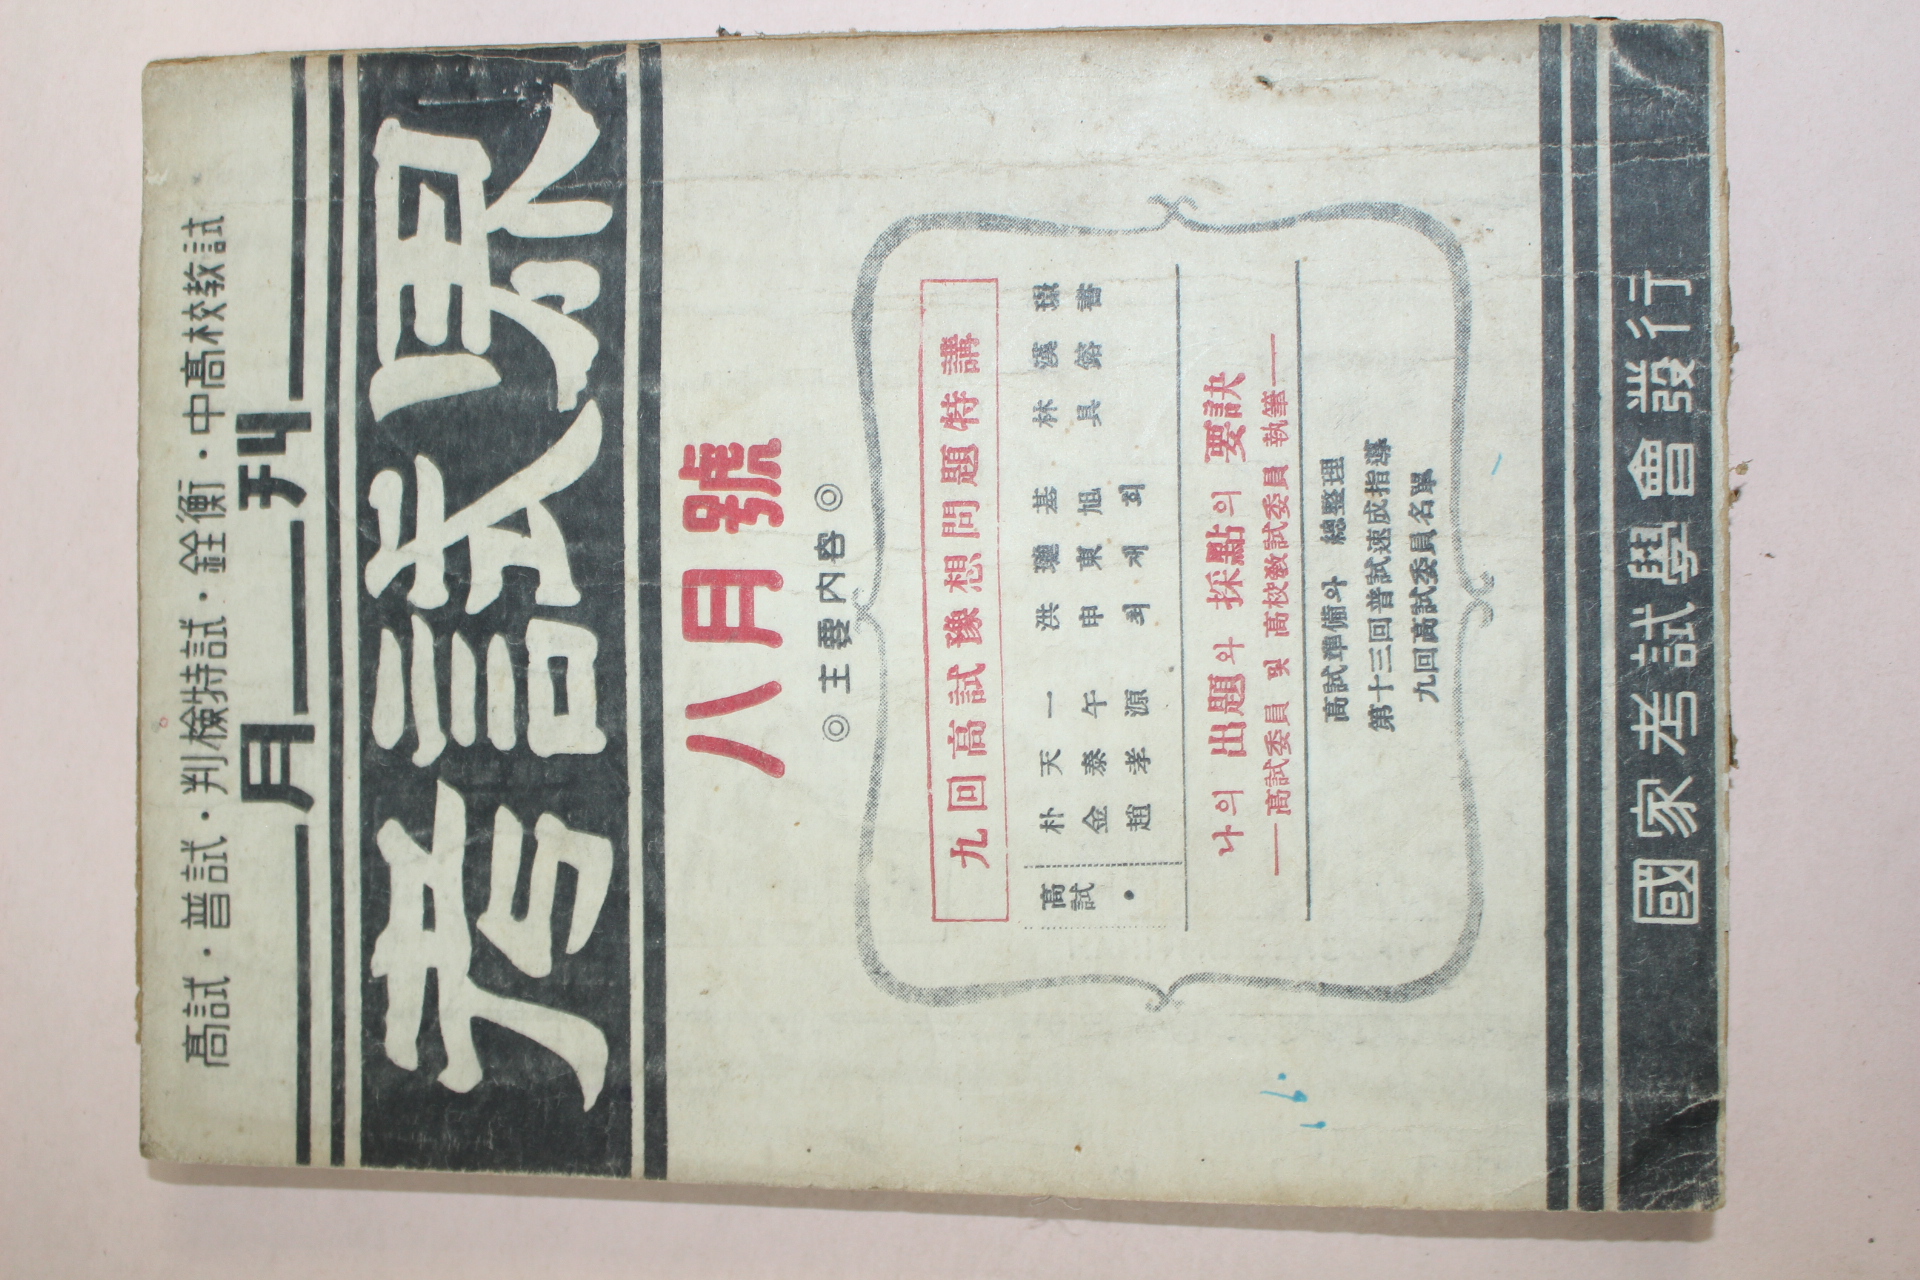 高試・普試・判檢特試・銓衡・中高校敎試
月刊
考試界
八月號
◎主要內容◎
九回高試豫想問題特講
高試
朴天一 洪璡基 林漢璟
金泰午 申東旭 具鎔書
趙孝源 최재희
나의 出題와 採點의 要訣
―高試委員 및 高校敎試委員 執筆―
高試準備와 總整理
第十三回普試速成指導
九回高試委員名單
國家考試學會發行